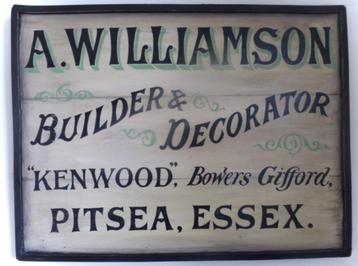 A. WILLIAMSON
BUILDER &
DECORATOR
"KENWOOD", Bowers Gifford,
PITSEA, ESSEX.